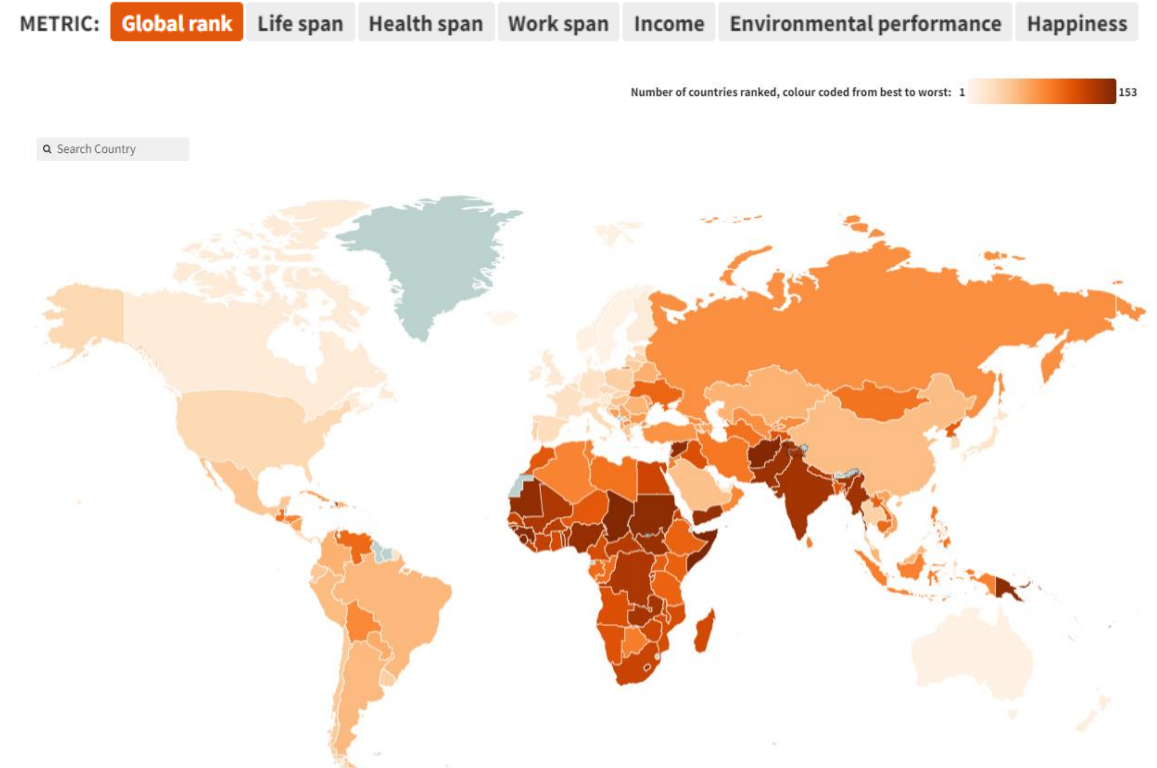 METRIC: Global rank Life span Health span Work span Income Environmental performance Happiness
Number of countries ranked, colour coded from best to worst: 1 153
Search Country